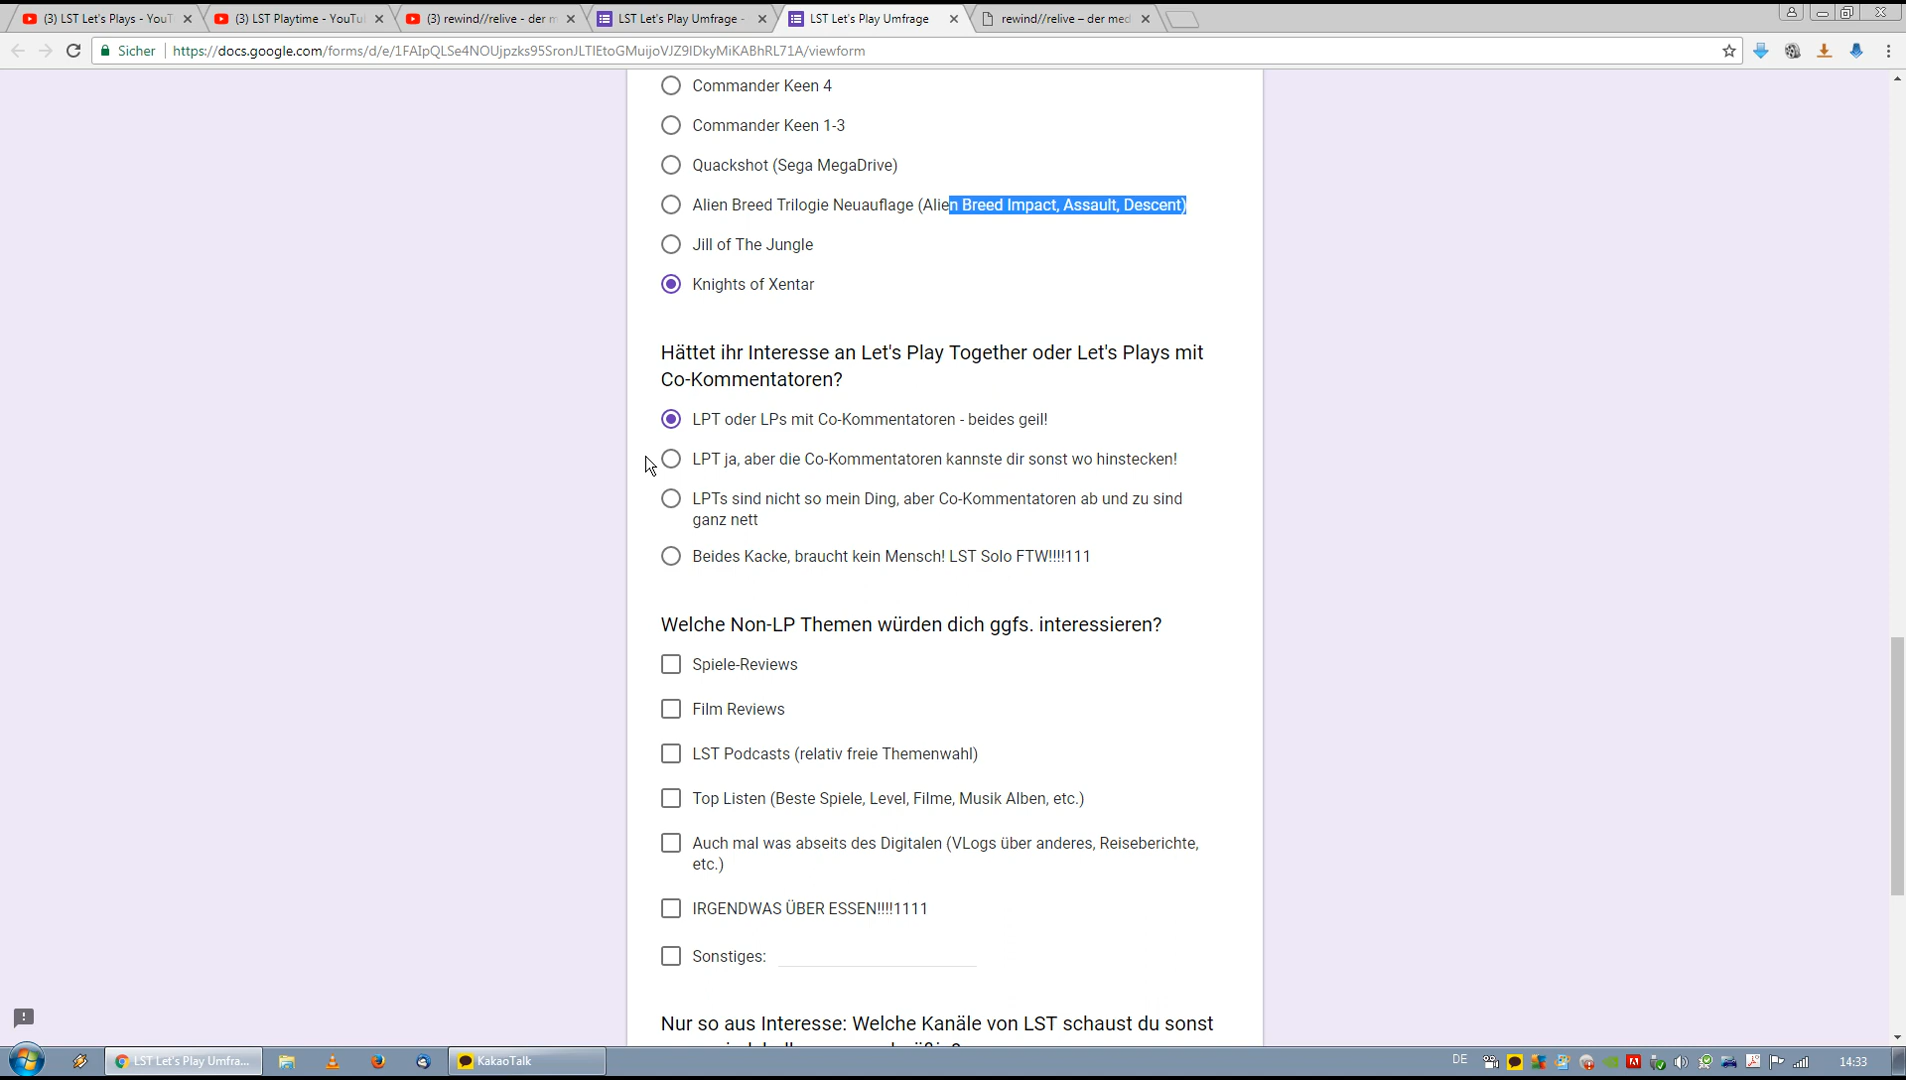 (3) LST Let's Plays - YouT
(3) LST Playtime - YouTu
(3) rewind//relive - der m
LST Let's Play Umfrage -
LST Let's Play Umfrage
rewind//relive – der med
Sicher
https://docs.google.com/forms/d/e/1FAIpQLSe4NOUjpzks95SronJLTlEtoGMuijoVJZ9IDkyMiKABhRL71A/viewform
Commander Keen 4
Commander Keen 1-3
Quackshot (Sega MegaDrive)
Alien Breed Trilogie Neuauflage (Alien Breed Impact, Assault, Descent)
Jill of The Jungle
Knights of Xentar
Hättet ihr Interesse an Let's Play Together oder Let's Plays mit
Co-Kommentatoren?
LPT oder LPs mit Co-Kommentatoren - beides geil!
LPT ja, aber die Co-Kommentatoren kannste dir sonst wo hinstecken!
LPTs sind nicht so mein Ding, aber Co-Kommentatoren ab und zu sind
ganz nett
Beides Kacke, braucht kein Mensch! LST Solo FTW!!!!111
Welche Non-LP Themen würden dich ggfs. interessieren?
Spiele-Reviews
Film Reviews
LST Podcasts (relativ freie Themenwahl)
Top Listen (Beste Spiele, Level, Filme, Musik Alben, etc.)
Auch mal was abseits des Digitalen (VLogs über anderes, Reiseberichte,
etc.)
IRGENDWAS ÜBER ESSEN!!!!1111
Sonstiges:
Nur so aus Interesse: Welche Kanäle von LST schaust du sonst
LST Let's Play Umfra...
KakaoTalk
DE
14:33